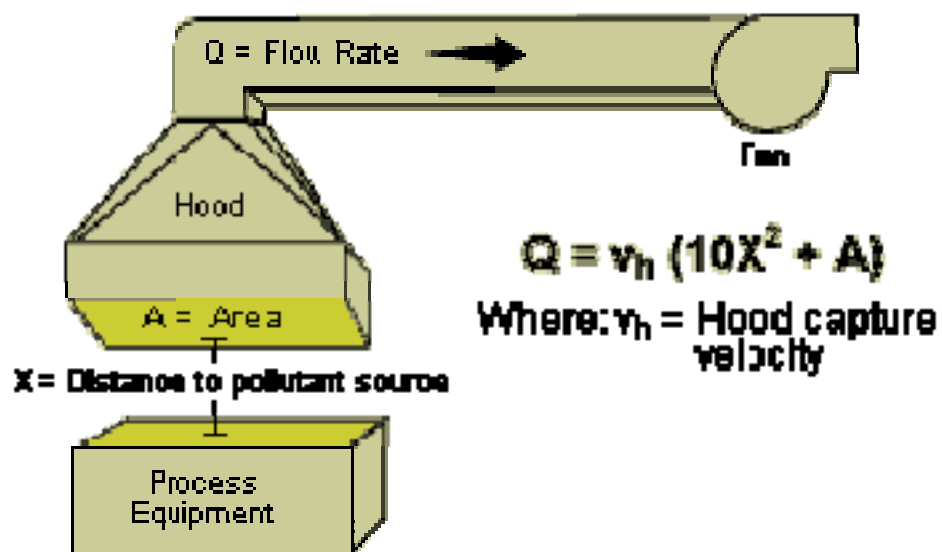 Q = Flow Rate
Fan
Hood
Q = vₕ (10X² + A)
A = Area
Where: vₕ = Hood capture
velocity
X = Distance to pollutant source
Process
Equipment